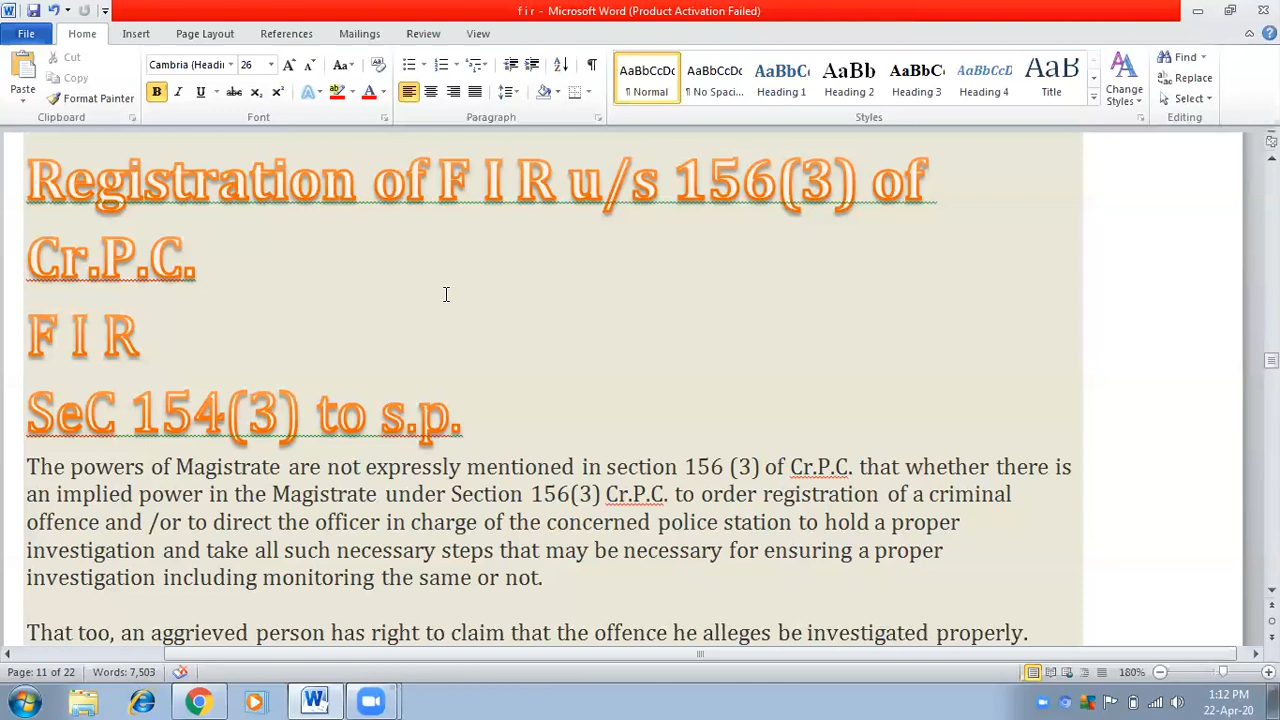 f i r - Microsoft Word (Product Activation Failed)
File Home Insert Page Layout References Mailings Review View
Paste
Cut
Copy
Format Painter
Clipboard
Cambria (Headi 26
Font
Paragraph
AaBbCcDc AaBbCcDc AaBbC AaBb AaBbC AaBbCcI AaB
¶ Normal ¶ No Spaci... Heading 1 Heading 2 Heading 3 Heading 4 Title
Change Styles
Styles
Find
Replace
Select
Editing
Registration of F I R u/s 156(3) of
Cr.P.C.
F I R
SeC 154(3) to s.p.
The powers of Magistrate are not expressly mentioned in section 156 (3) of Cr.P.C. that whether there is
an implied power in the Magistrate under Section 156(3) Cr.P.C. to order registration of a criminal
offence and /or to direct the officer in charge of the concerned police station to hold a proper
investigation and take all such necessary steps that may be necessary for ensuring a proper
investigation including monitoring the same or not.
That too, an aggrieved person has right to claim that the offence he alleges be investigated properly.
Page: 11 of 22 Words: 7,503 180%
1:12 PM
22-Apr-20